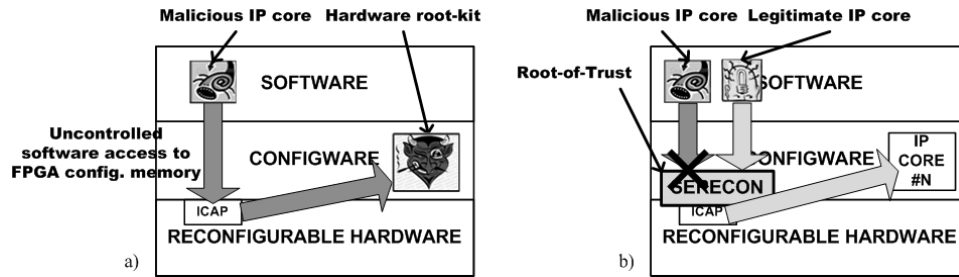 Malicious IP core Hardware root-kit
SOFTWARE
Uncontrolled
software access to
FPGA config. memory
CONFIGWARE
ICAP
RECONFIGURABLE HARDWARE
a)
Malicious IP core Legitimate IP core
Root-of-Trust
SOFTWARE
CONFIGWARE
IP
CORE
#N
SERECON
ICAP
RECONFIGURABLE HARDWARE
b)